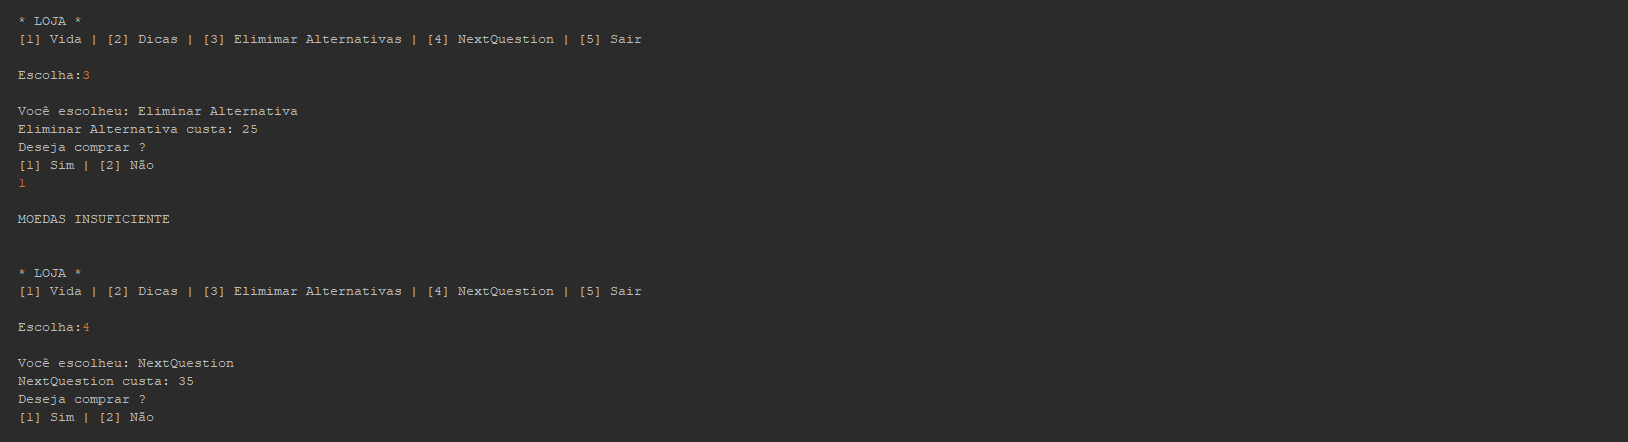 * LOJA *
[1] Vida | [2] Dicas | [3] Elimimar Alternativas | [4] NextQuestion | [5] Sair
Escolha:3
Você escolheu: Eliminar Alternativa
Eliminar Alternativa custa: 25
Deseja comprar ?
[1] Sim | [2] Não
1
MOEDAS INSUFICIENTE
* LOJA *
[1] Vida | [2] Dicas | [3] Elimimar Alternativas | [4] NextQuestion | [5] Sair
Escolha:4
Você escolheu: NextQuestion
NextQuestion custa: 35
Deseja comprar ?
[1] Sim | [2] Não